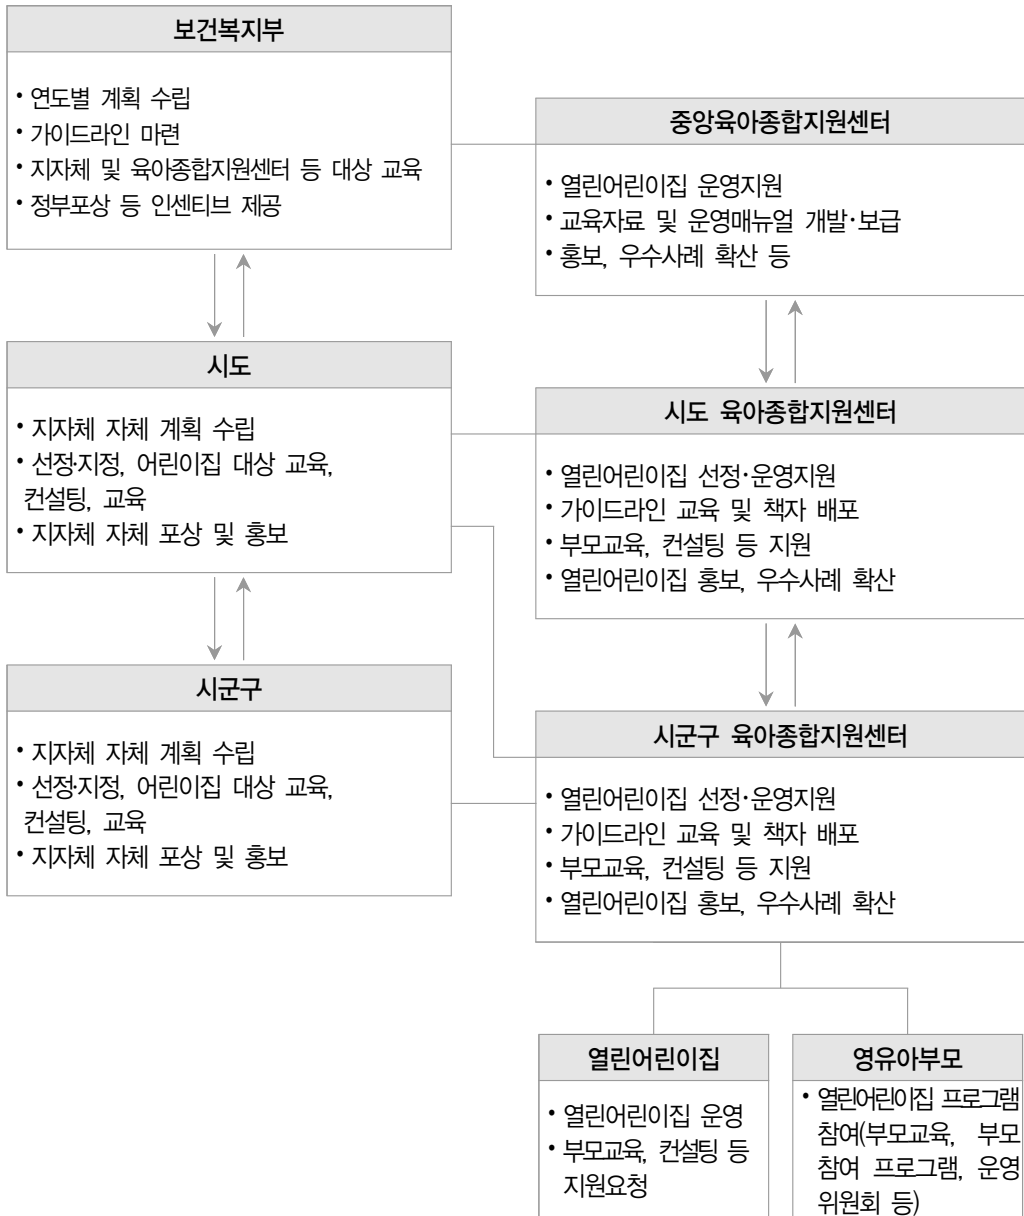 보건복지부
• 연도별 계획 수립
• 가이드라인 마련
• 지자체 및 육아종합지원센터 등 대상 교육
• 정부포상 등 인센티브 제공
중앙육아종합지원센터
• 열린어린이집 운영지원
• 교육자료 및 운영매뉴얼 개발·보급
• 홍보, 우수사례 확산 등
시도
• 지자체 자체 계획 수립
• 선정·지정, 어린이집 대상 교육,
컨설팅, 교육
• 지자체 자체 포상 및 홍보
시도 육아종합지원센터
• 열린어린이집 선정·운영지원
• 가이드라인 교육 및 책자 배포
• 부모교육, 컨설팅 등 지원
• 열린어린이집 홍보, 우수사례 확산
시군구
• 지자체 자체 계획 수립
• 선정·지정, 어린이집 대상 교육,
컨설팅, 교육
• 지자체 자체 포상 및 홍보
시군구 육아종합지원센터
• 열린어린이집 선정·운영지원
• 가이드라인 교육 및 책자 배포
• 부모교육, 컨설팅 등 지원
• 열린어린이집 홍보, 우수사례 확산
열린어린이집
• 열린어린이집 운영
• 부모교육, 컨설팅 등
지원요청
영유아부모
• 열린어린이집 프로그램
참여(부모교육, 부모
참여 프로그램, 운영
위원회 등)